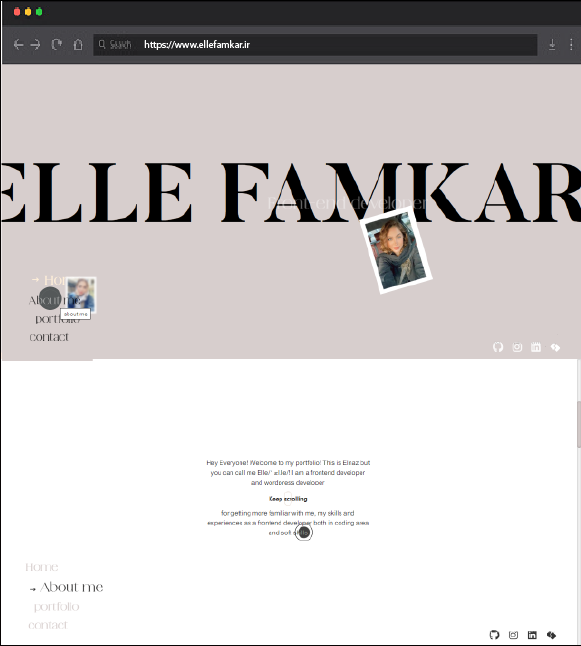 Search https://www.ellefamkar.ir
ELLE FAMKAR
Front-end developer
→ Home
About me
about me
portfolio
contact
Hey Everyone! Welcome to my portfolio! This is Elnaz but
you can call me Elle/' I am a frontend developer
and wordpress developer
Keep scrolling
for getting more familiar with me, my skills and
experiences as a frontend developer both in coding area
and soft
Home
→ About me
portfolio
contact